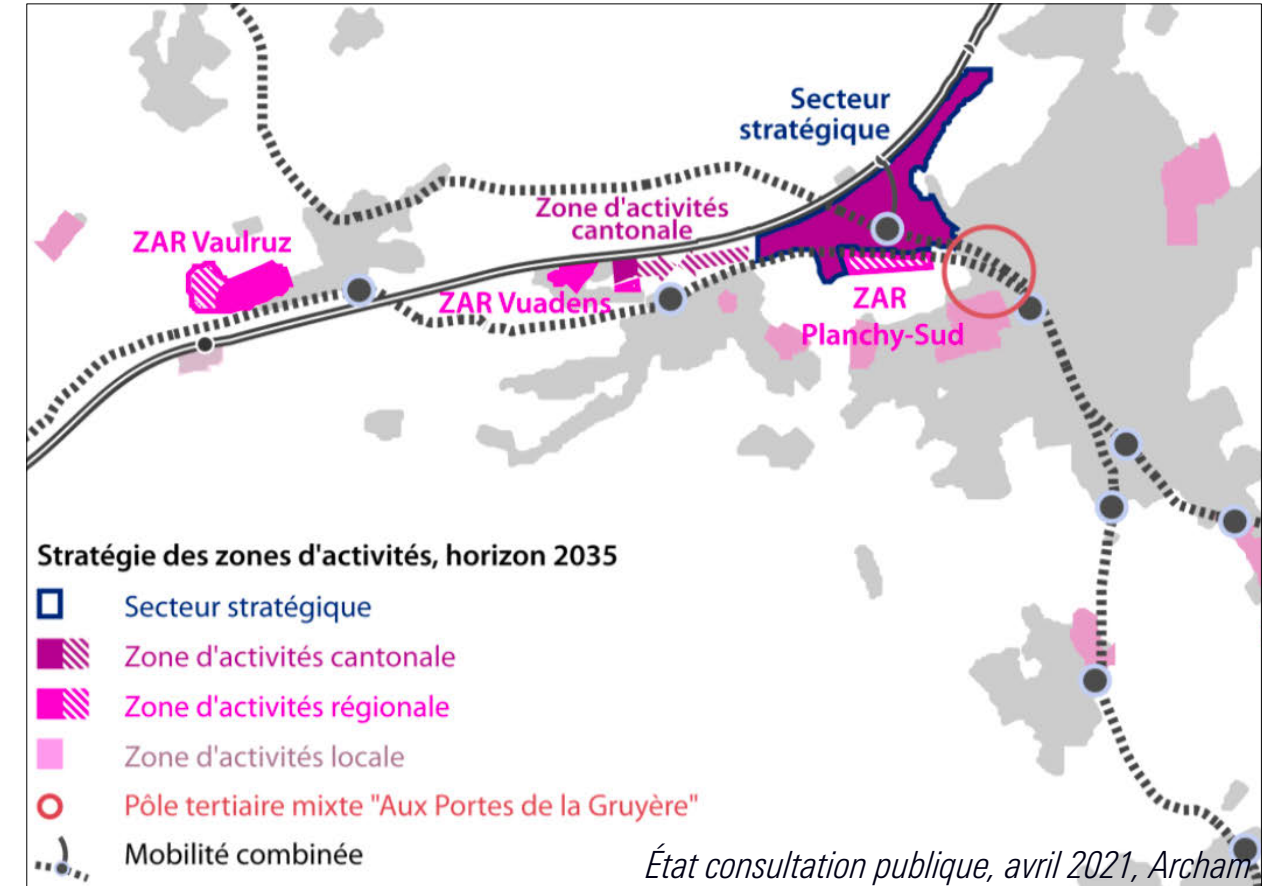 Secteur
stratégique
Zone d'activités
cantonale
ZAR Vaulruz
ZAR Vuadens
ZAR
Planchy-Sud
Stratégie des zones d'activités, horizon 2035
Secteur stratégique
Zone d'activités cantonale
Zone d'activités régionale
Zone d'activités locale
Pôle tertiaire mixte "Aux Portes de la Gruyère"
Mobilité combinée
État consultation publique, avril 2021, Archam